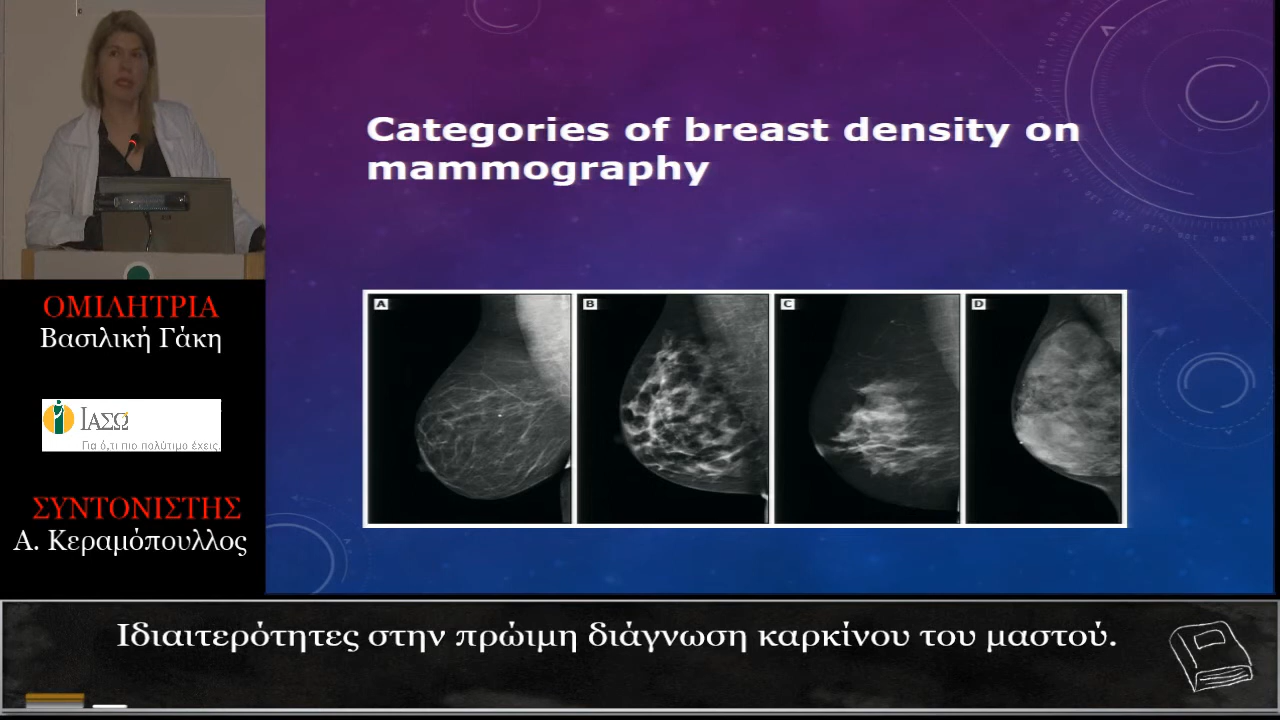 Categories of breast density on
mammography
A
B
C
D
ΟΜΙΛΗΤΡΙΑ
Βασιλική Γάκη
ΙΑΣΩ
Για ό,τι πιο πολύτιμο έχεις.
ΣΥΝΤΟΝΙΣΤΗΣ
Α. Κεραμόπουλλος
Ιδιαιτερότητες στην πρώιμη διάγνωση καρκίνου του μαστού.